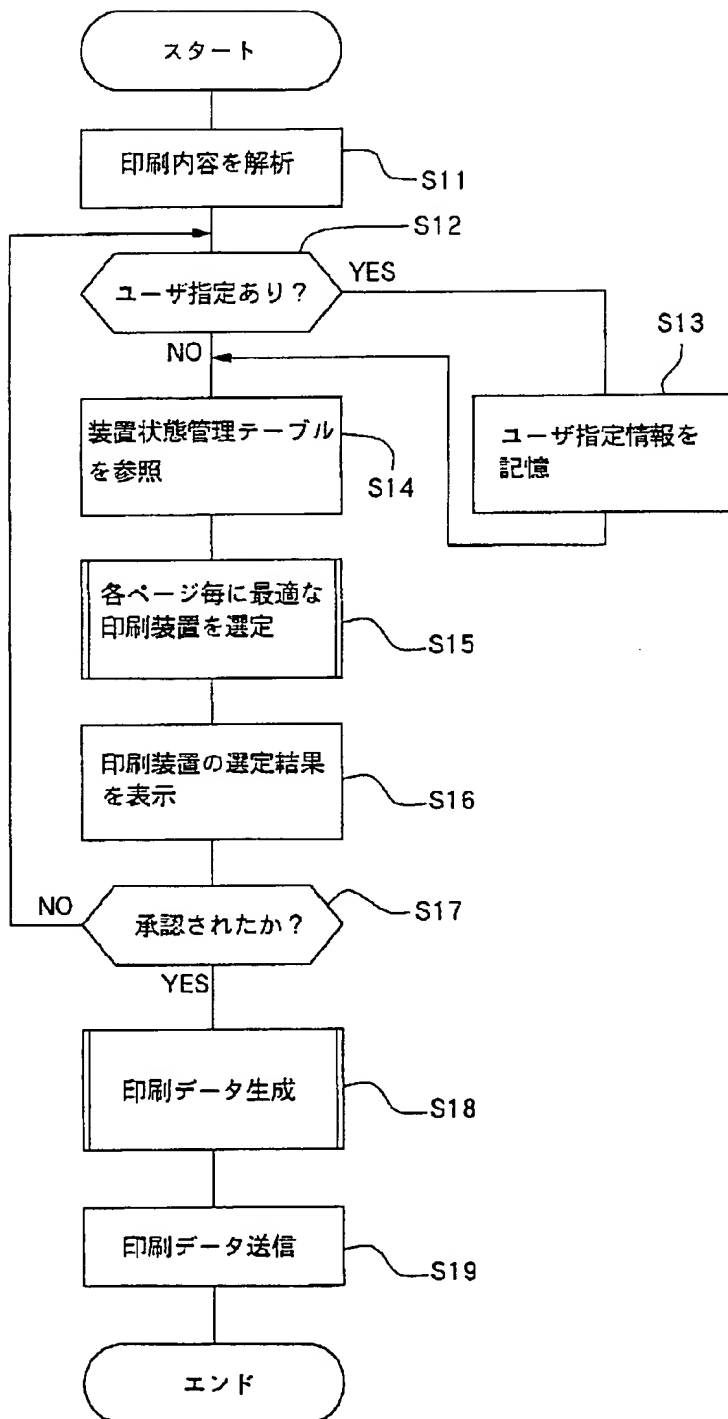 スタート
印刷内容を解析
S11
S12
ユーザ指定あり?
YES
NO
S13
ユーザ指定情報を
記憶
装置状態管理テーブル
を参照
S14
各ページ毎に最適な
印刷装置を選定
S15
印刷装置の選定結果
を表示
S16
NO
承認されたか?
S17
YES
印刷データ生成
S18
印刷データ送信
S19
エンド